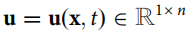 𝐮 = 𝐮(𝐱, t) ∈ ℝ^{1×n}